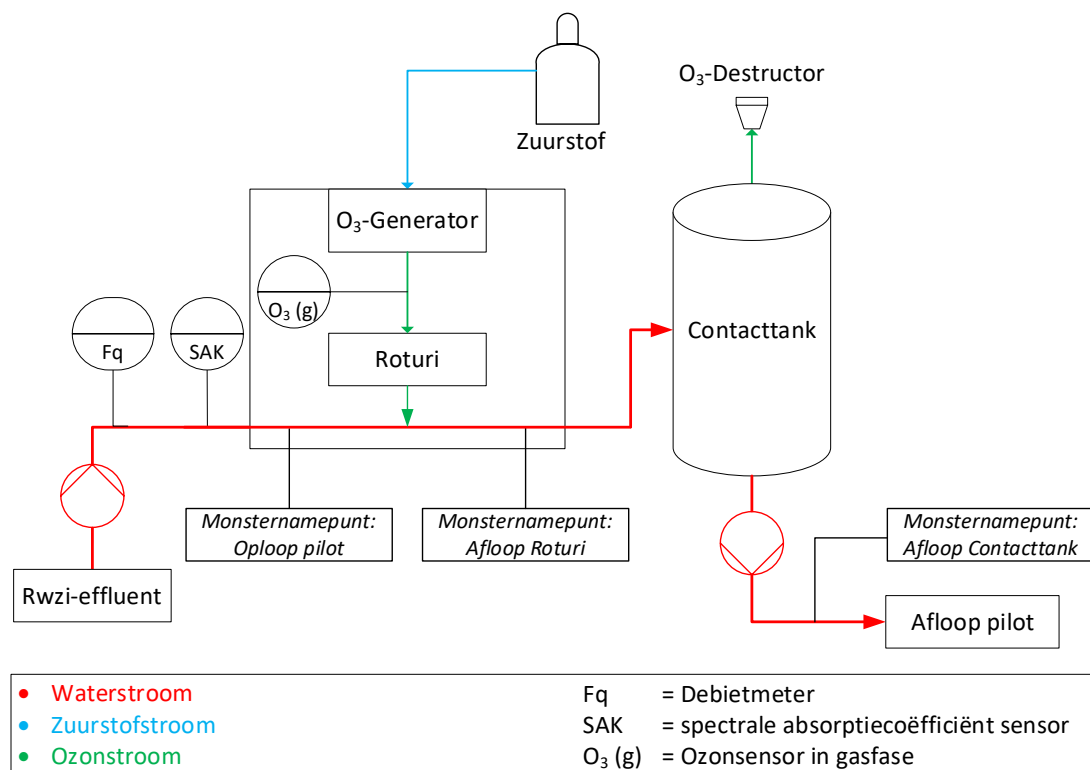 O₃-Destructor
Zuurstof
O₃-Generator
O₃ (g)
Contacttank
Fq
SAK
Roturi
Monsternamepunt:
Oploop pilot
Monsternamepunt:
Afloop Roturi
Monsternamepunt:
Afloop Contacttank
Rwzi-effluent
Afloop pilot
• Waterstroom
• Zuurstofstroom
• Ozonstroom
Fq = Debietmeter
SAK = spectrale absorptiecoëfficiënt sensor
O₃ (g) = Ozonsensor in gasfase